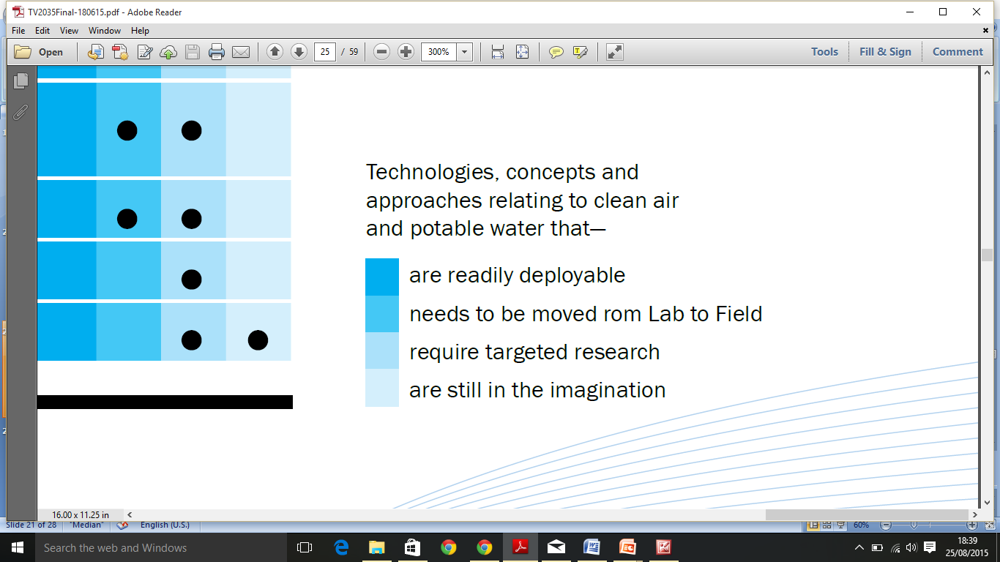 TV2035Final-180615.pdf - Adobe Reader
File Edit View Window Help
Open 25 / 59 300% Tools Fill & Sign Comment
Technologies, concepts and
approaches relating to clean air
and potable water that—
are readily deployable
needs to be moved rom Lab to Field
require targeted research
are still in the imagination
16.00 x 11.25 in
Slide 21 of 28 "Median" English (U.S.) 60%
Search the web and Windows
18:39
25/08/2015